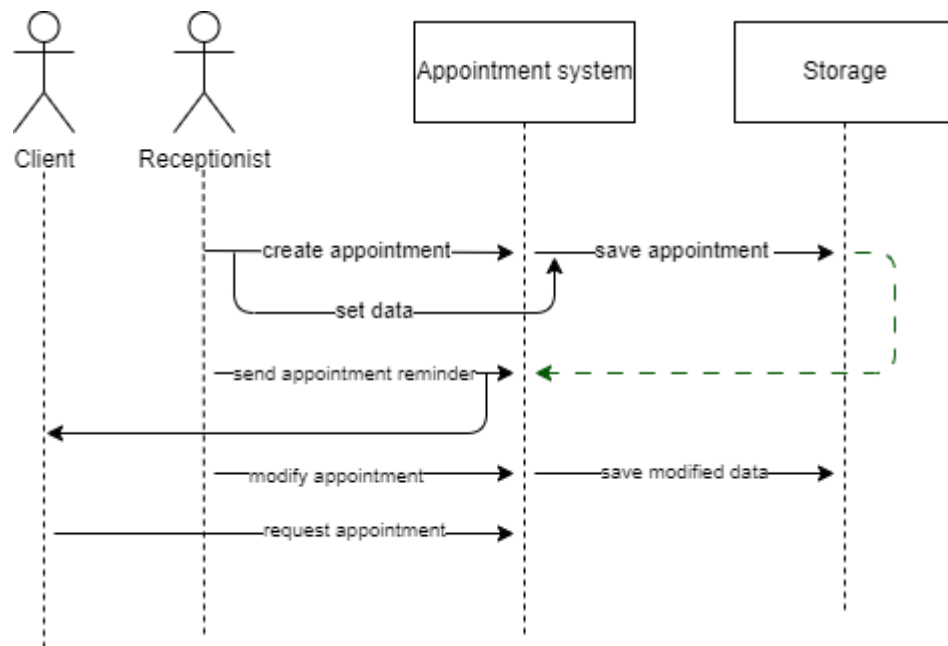 Appointment system
Storage
Client
Receptionist
create appointment
save appointment
set data
send appointment reminder
modify appointment
save modified data
request appointment